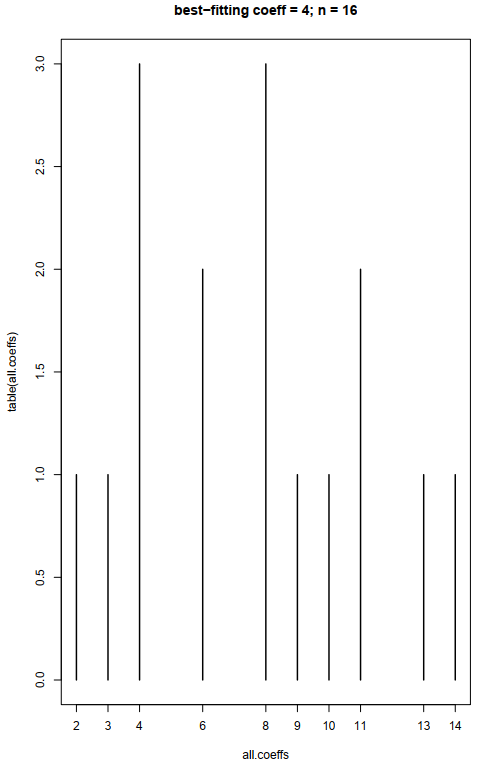 best−fitting coeff = 4; n = 16
table(all.coeffs)
3.0
2.5
2.0
1.5
1.0
0.5
0.0
2 3 4 6 8 9 10 11 13 14
all.coeffs